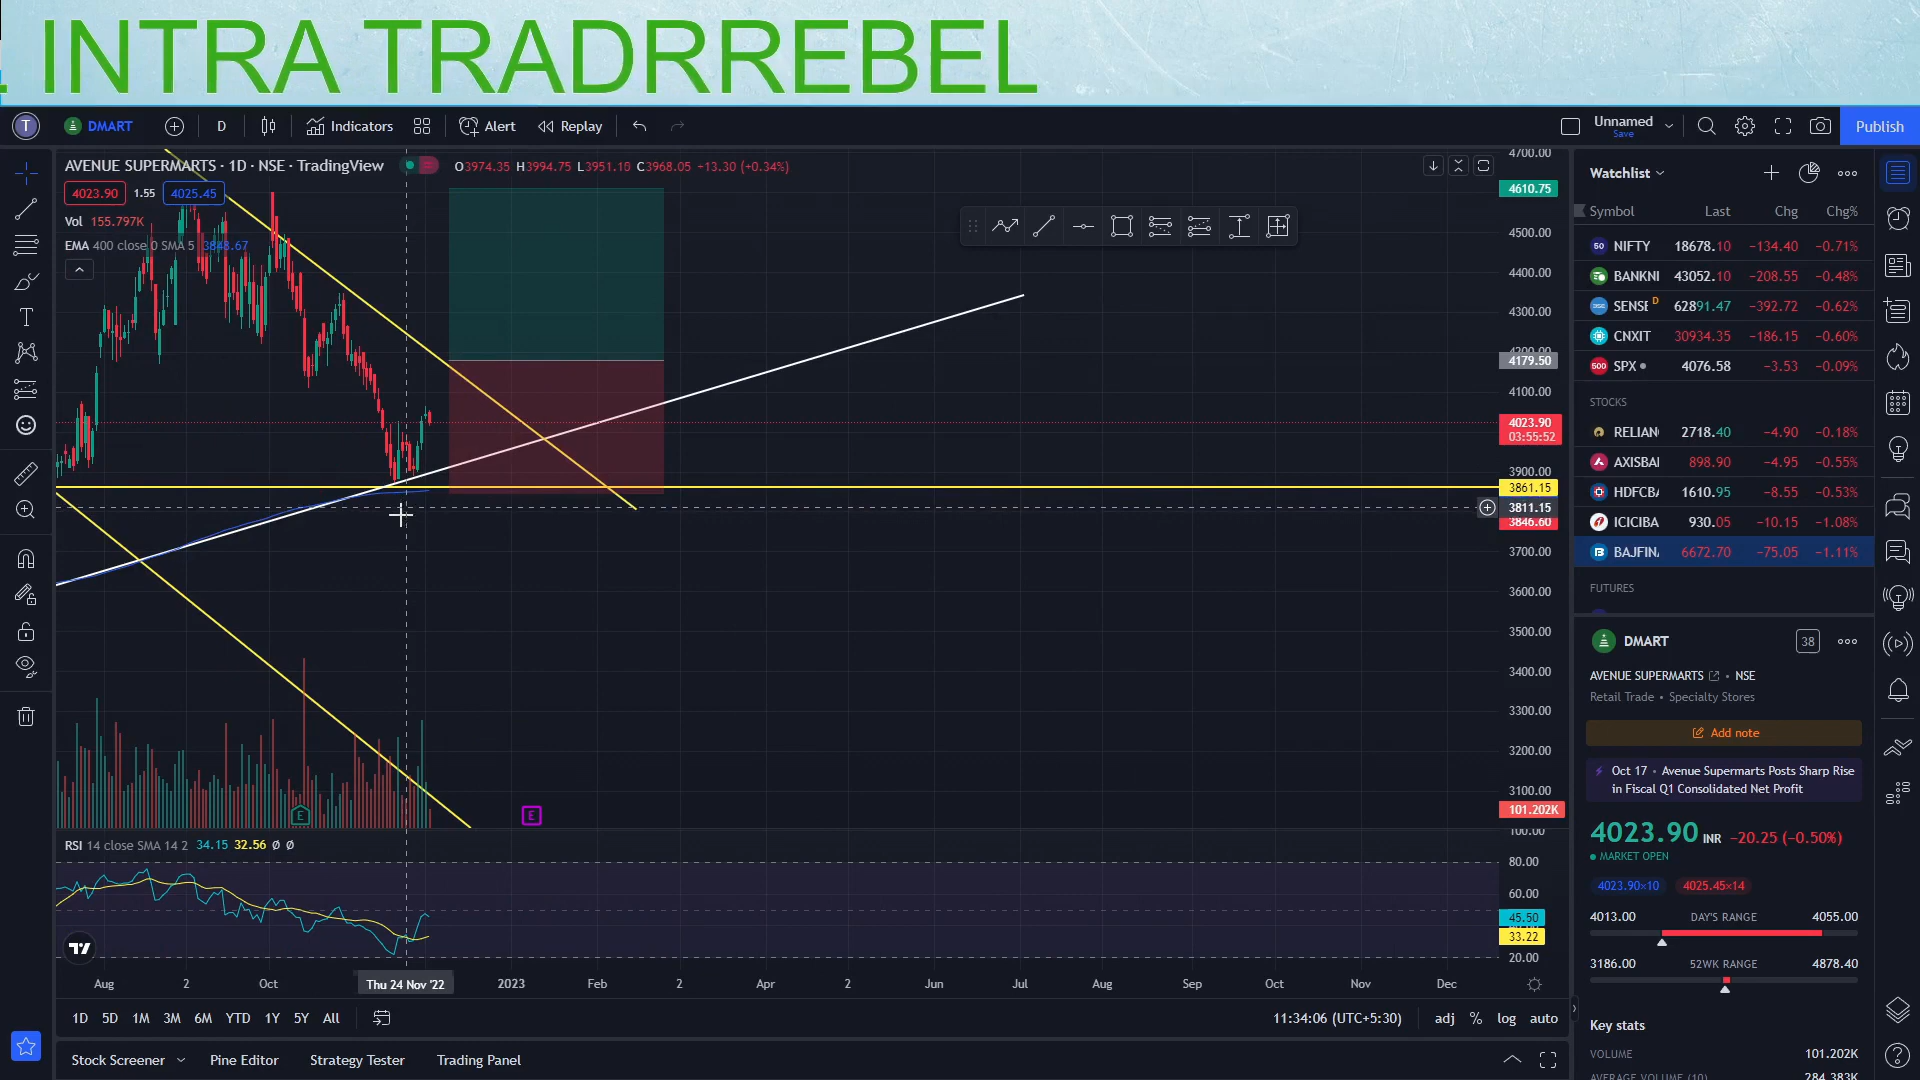 INTRA TRADRREBEL
T DMART D Indicators Alert Replay Unnamed Save Publish
AVENUE SUPERMARTS · 1D · NSE · TradingView O3974.35 H3994.75 L3951.10 C3968.05 −13.30 (+0.34%)
4023.90 1.55 4025.45
Vol 155.797K
EMA 400 close 0 SMA 5 3848.67
4700.00
4610.75
4500.00
4400.00
4300.00
4200.00
4179.50
4100.00
4023.90
03:55:52
3900.00
3861.15
3811.15
3846.60
3700.00
3600.00
3500.00
3400.00
3300.00
3200.00
3100.00
101.202K
E E
RSI 14 close SMA 14 2 34.15 32.56 Ø Ø
100.00
80.00
60.00
45.50
33.22
20.00
Aug 2 Oct Thu 24 Nov '22 2023 Feb 2 Apr 2 Jun Jul Aug Sep Oct Nov Dec
1D 5D 1M 3M 6M YTD 1Y 5Y All 11:34:06 (UTC+5:30) adj % log auto
Stock Screener Pine Editor Strategy Tester Trading Panel
Watchlist
Symbol Last Chg Chg%
50 NIFTY 18678.10 −134.40 −0.71%
BANKNI 43052.10 −208.55 −0.48%
SENSE D 62891.47 −392.72 −0.62%
CNXIT 30934.35 −186.15 −0.60%
500 SPX 4076.58 −3.53 −0.09%
STOCKS
RELIAN 2718.40 −4.90 −0.18%
AXISBAI 898.90 −4.95 −0.55%
HDFCBA 1610.95 −8.55 −0.53%
ICICIBA 930.05 −10.15 −1.08%
BAJFIN 6672.70 −75.05 −1.11%
FUTURES
DMART 38
AVENUE SUPERMARTS • NSE
Retail Trade • Specialty Stores
Add note
Oct 17 • Avenue Supermarts Posts Sharp Rise
in Fiscal Q1 Consolidated Net Profit
4023.90 INR −20.25 (−0.50%)
MARKET OPEN
4023.90×10 4025.45×14
4013.00 DAY'S RANGE 4055.00
3186.00 52WK RANGE 4878.40
Key stats
VOLUME 101.202K
AVERAGE VOLUME (10) 284.383K